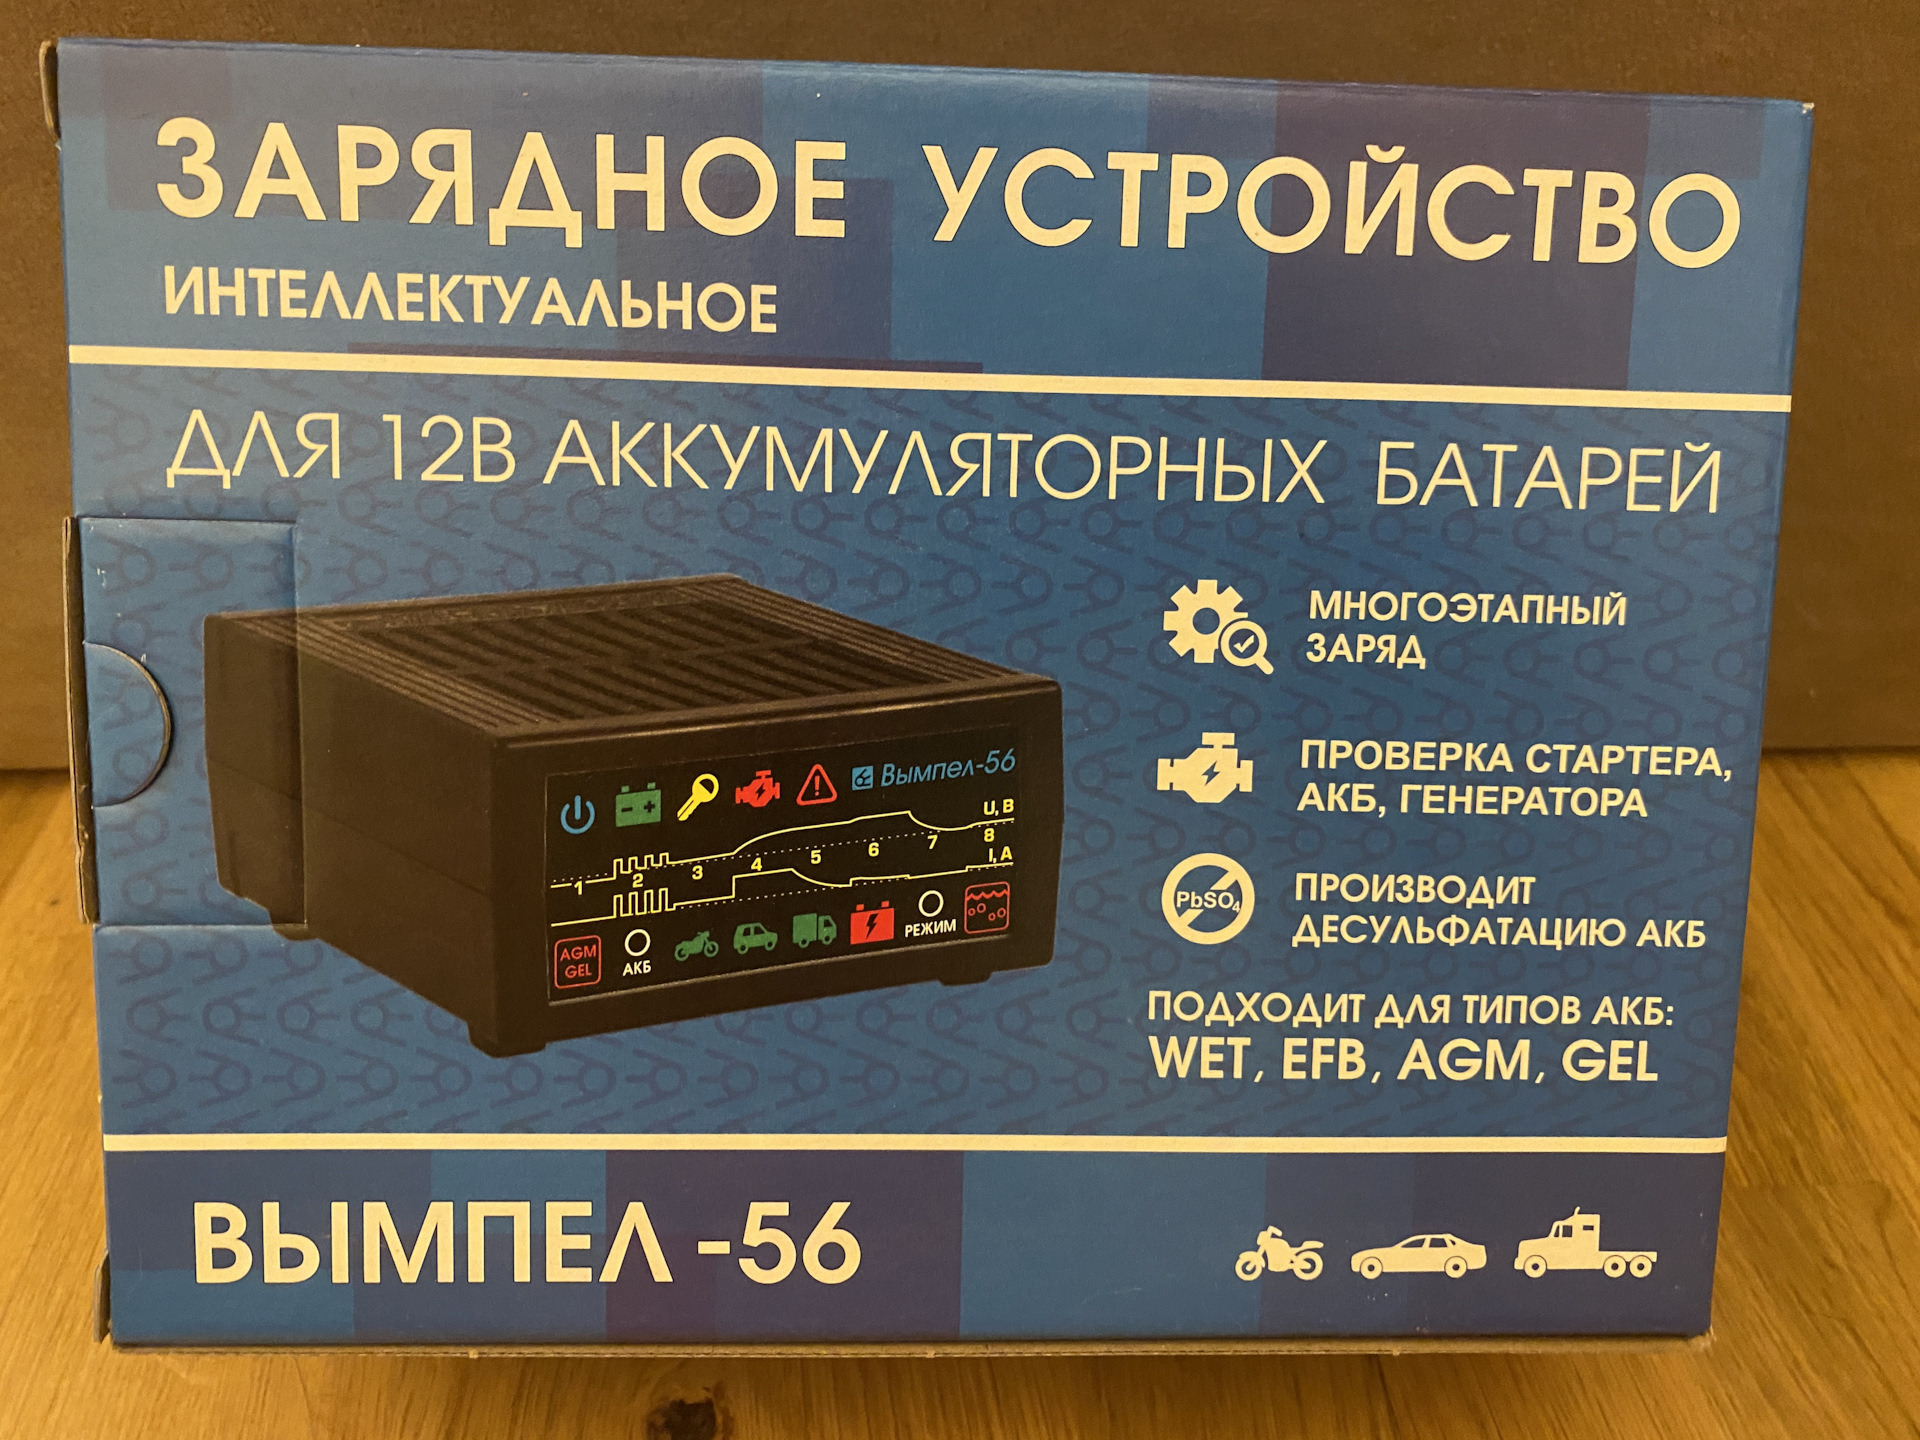 ЗАРЯДНОЕ УСТРОЙСТВО
ИНТЕЛЛЕКТУАЛЬНОЕ
ДЛЯ 12В АККУМУЛЯТОРНЫХ БАТАРЕЙ
МНОГОЭТАПНЫЙ
ЗАРЯД
ПРОВЕРКА СТАРТЕРА,
АКБ, ГЕНЕРАТОРА
PbSO4
ПРОИЗВОДИТ
ДЕСУЛЬФАТАЦИЮ АКБ
ПОДХОДИТ ДЛЯ ТИПОВ АКБ:
WET, EFB, AGM, GEL
Вымпел-56
U, В
1 2 3 4 5 6 7 8
I, А
AGM
GEL
АКБ
РЕЖИМ
ВЫМПЕЛ -56